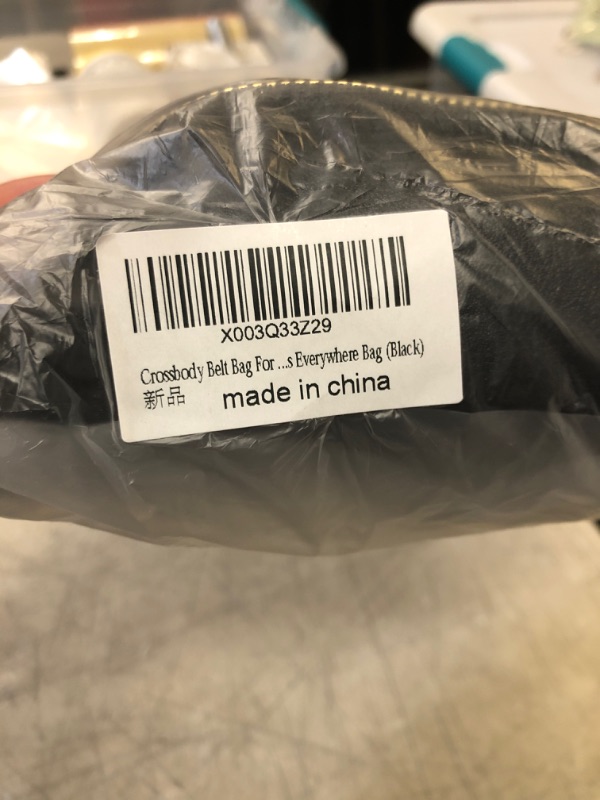 X003Q33Z29
Crossbody Belt Bag For ...s Everywhere Bag (Black)
新品 made in china